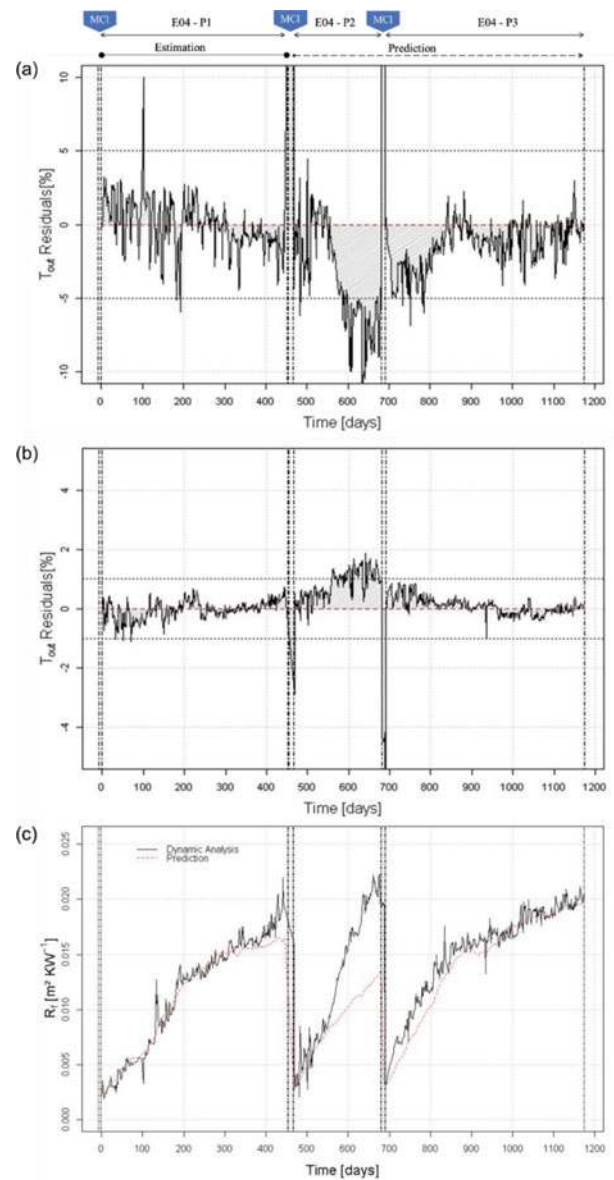 MCI
MCI
MCI
E04 - P1
E04 - P2
E04 - P3
Estimation
Prediction
(a)
Tout Residuals[%]
10
5
0
-5
-10
0 100 200 300 400 500 600 700 800 900 1000 1100 1200
Time [days]
(b)
Tout Residuals[%]
4
2
0
-2
-4
0 100 200 300 400 500 600 700 800 900 1000 1100 1200
Time [days]
(c)
Dynamic Analysis
Prediction
Rf [m² KW⁻¹]
0.025
0.020
0.015
0.010
0.005
0.000
0 100 200 300 400 500 600 700 800 900 1000 1100 1200
Time [days]